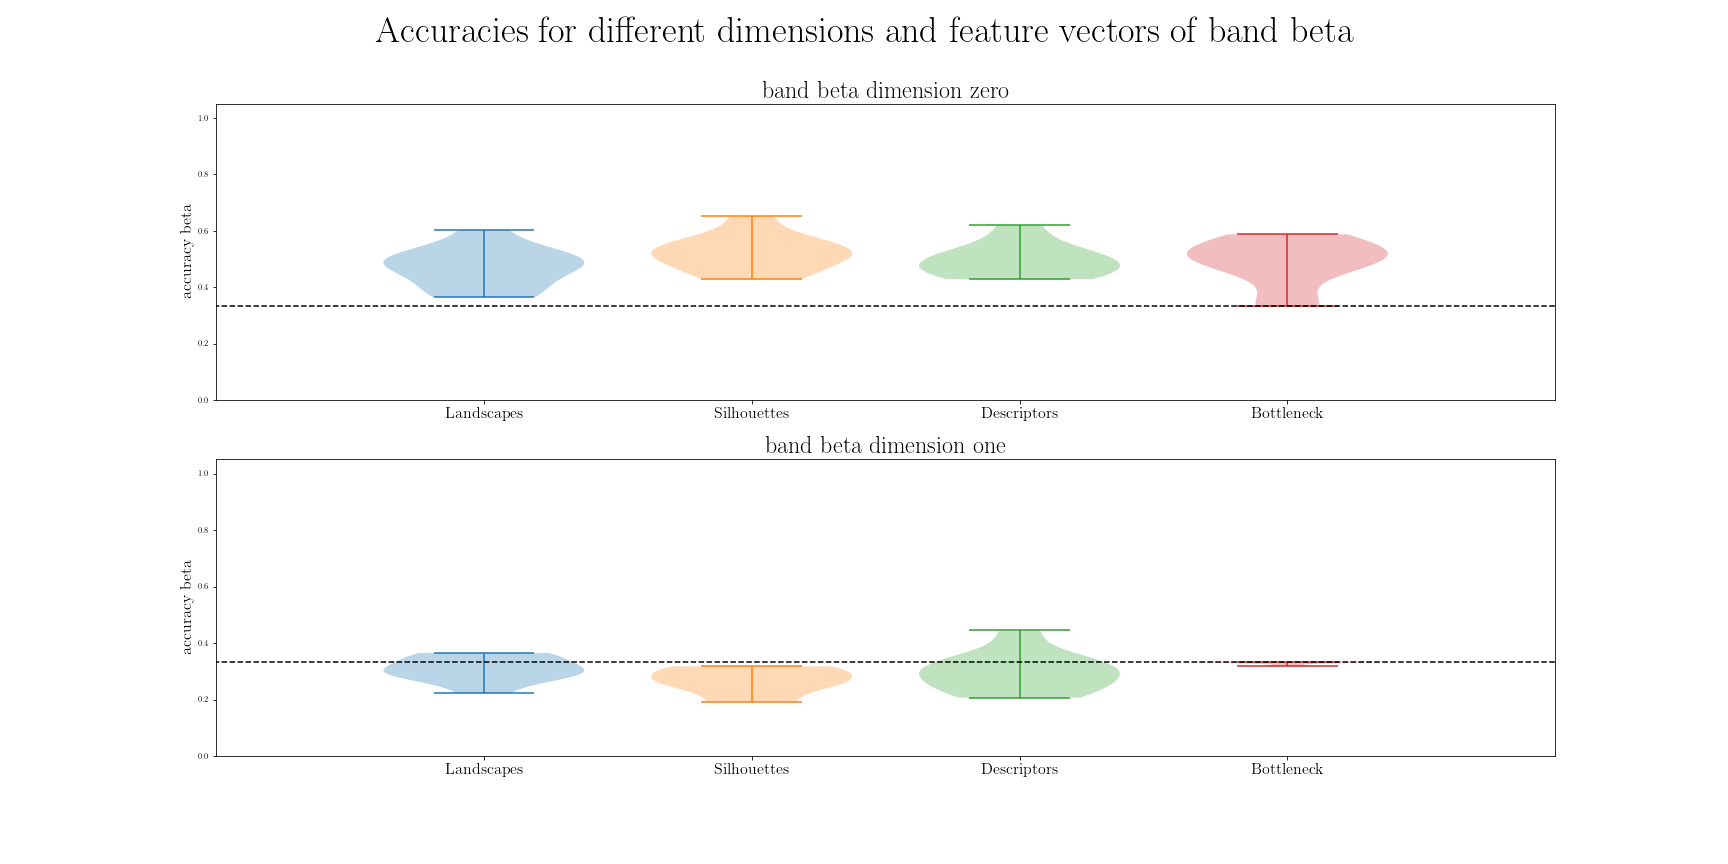 Accuracies for different dimensions and feature vectors of band beta
band beta dimension zero
accuracy beta
1.0
0.8
0.6
0.4
0.2
0.0
Landscapes Silhouettes Descriptors Bottleneck
band beta dimension one
accuracy beta
1.0
0.8
0.6
0.4
0.2
0.0
Landscapes Silhouettes Descriptors Bottleneck